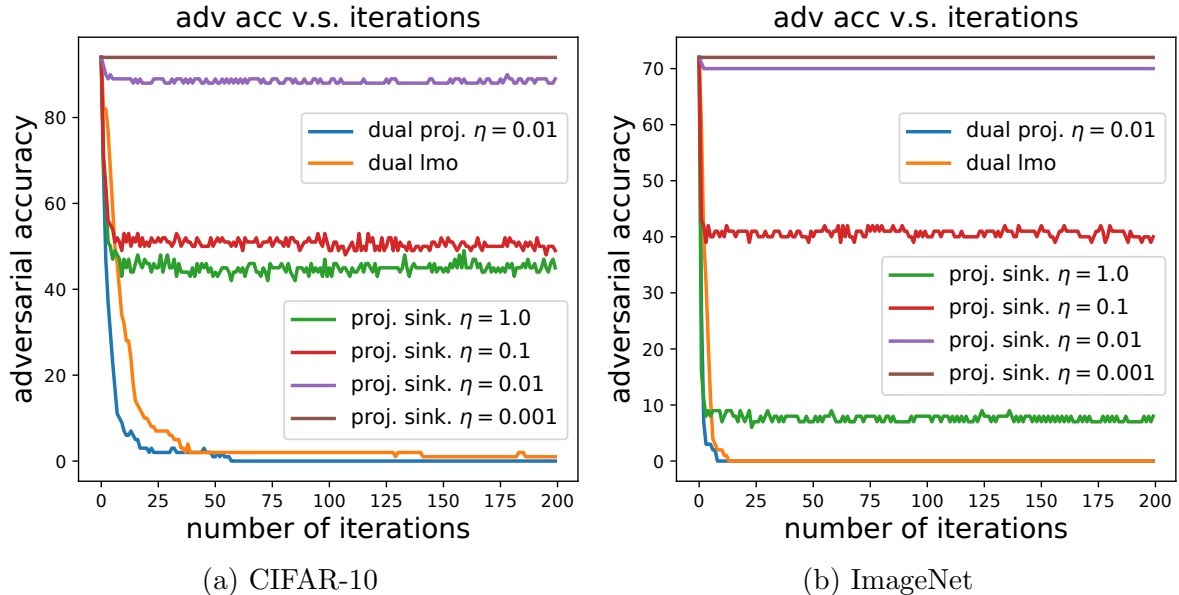 adv acc v.s. iterations
adversarial accuracy
80
60
40
20
0
dual proj. η = 0.01
dual lmo
proj. sink. η = 1.0
proj. sink. η = 0.1
proj. sink. η = 0.01
proj. sink. η = 0.001
0 25 50 75 100 125 150 175 200
number of iterations
(a) CIFAR-10
adv acc v.s. iterations
adversarial accuracy
70
60
50
40
30
20
10
0
dual proj. η = 0.01
dual lmo
proj. sink. η = 1.0
proj. sink. η = 0.1
proj. sink. η = 0.01
proj. sink. η = 0.001
0 25 50 75 100 125 150 175 200
number of iterations
(b) ImageNet